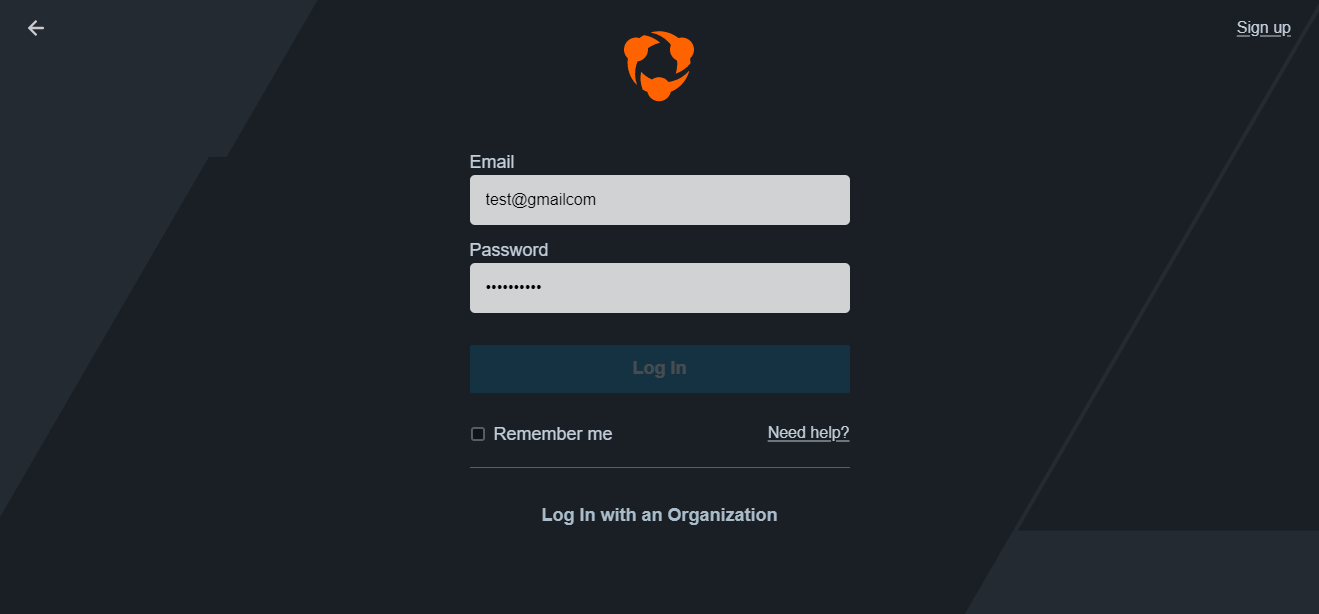 Sign up
Email
test@gmailcom
Password
••••••••••
Log In
Remember me
Need help?
Log In with an Organization